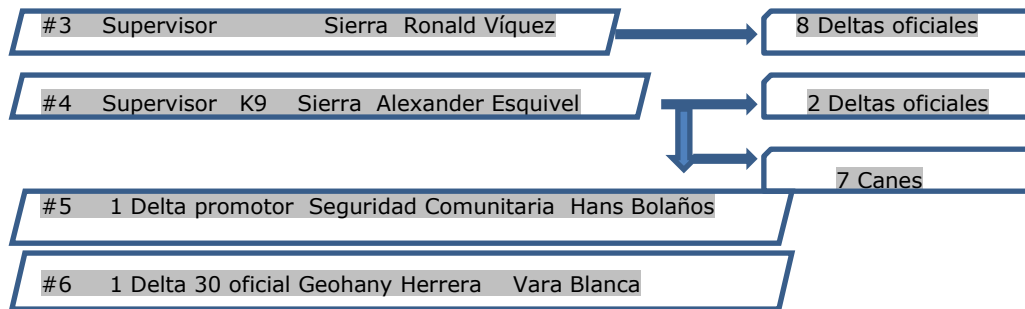 #3 Supervisor Sierra Ronald Víquez
8 Deltas oficiales
#4 Supervisor K9 Sierra Alexander Esquivel
2 Deltas oficiales
7 Canes
#5 1 Delta promotor Seguridad Comunitaria Hans Bolaños
#6 1 Delta 30 oficial Geohany Herrera Vara Blanca